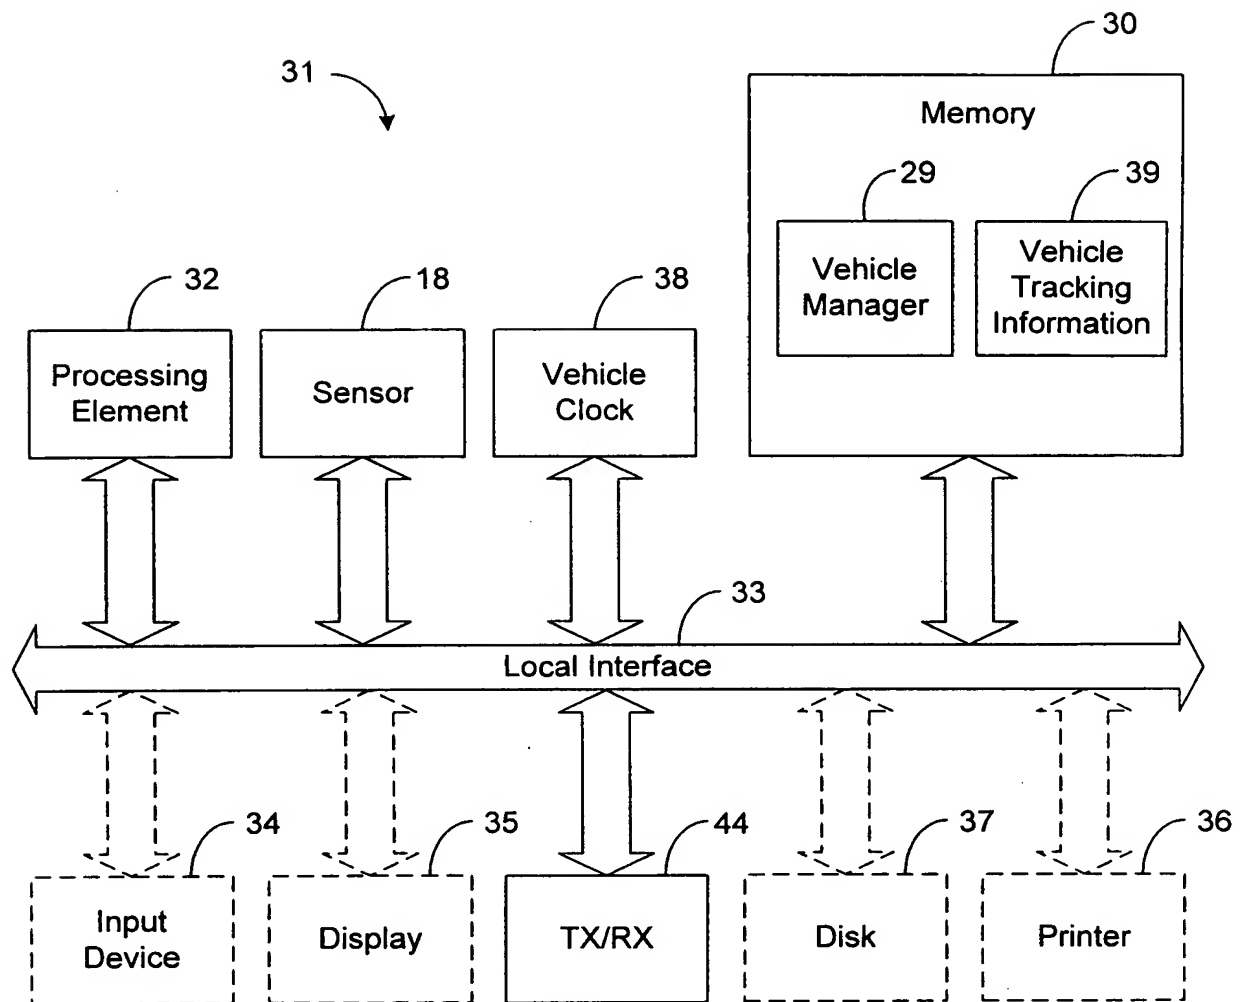 30
31
Memory
29
39
Vehicle
Manager
Vehicle
Tracking
Information
32
18
38
Processing
Element
Sensor
Vehicle
Clock
33
Local Interface
34
35
44
37
36
Input
Device
Display
TX/RX
Disk
Printer